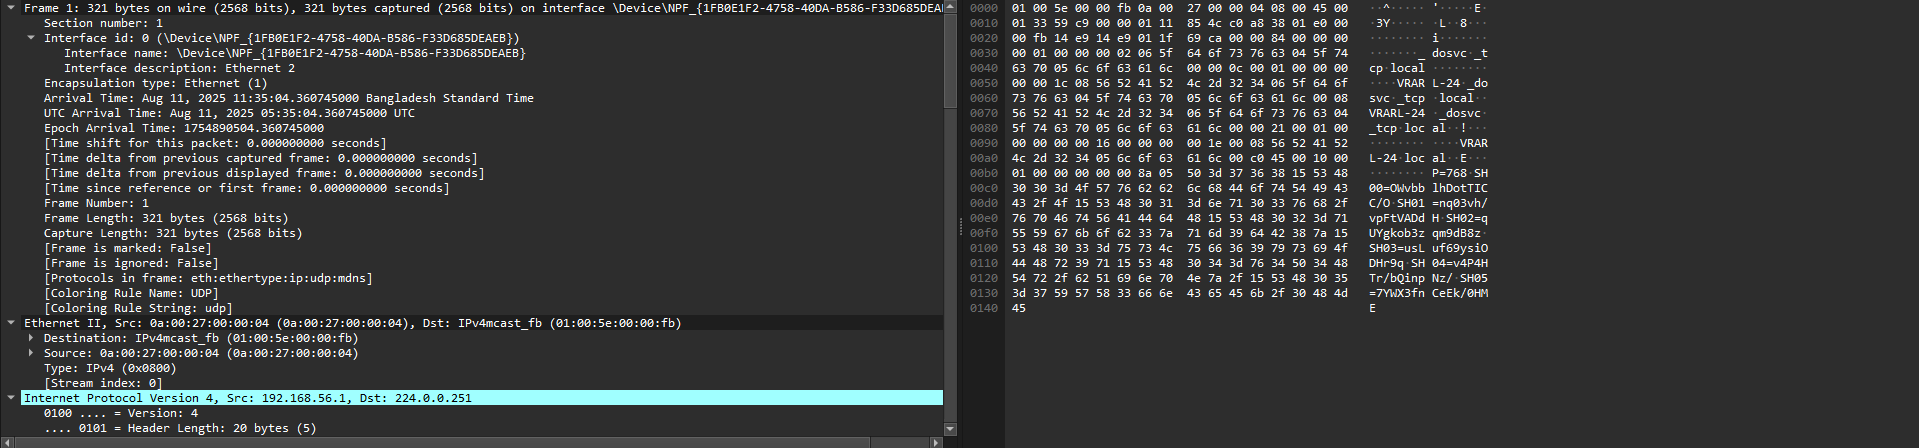 Frame 1: 321 bytes on wire (2568 bits), 321 bytes captured (2568 bits) on interface \Device\NPF_{1FB0E1F2-4758-40DA-B586-F33D685DEAE
Section number: 1
Interface id: 0 (\Device\NPF_{1FB0E1F2-4758-40DA-B586-F33D685DEAEB})
Interface name: \Device\NPF_{1FB0E1F2-4758-40DA-B586-F33D685DEAEB}
Interface description: Ethernet 2
Encapsulation type: Ethernet (1)
Arrival Time: Aug 11, 2025 11:35:04.360745000 Bangladesh Standard Time
UTC Arrival Time: Aug 11, 2025 05:35:04.360745000 UTC
Epoch Arrival Time: 1754890504.360745000
[Time shift for this packet: 0.000000000 seconds]
[Time delta from previous captured frame: 0.000000000 seconds]
[Time delta from previous displayed frame: 0.000000000 seconds]
[Time since reference or first frame: 0.000000000 seconds]
Frame Number: 1
Frame Length: 321 bytes (2568 bits)
Capture Length: 321 bytes (2568 bits)
[Frame is marked: False]
[Frame is ignored: False]
[Protocols in frame: eth:ethertype:ip:udp:mdns]
[Coloring Rule Name: UDP]
[Coloring Rule String: udp]
Ethernet II, Src: 0a:00:27:00:00:04 (0a:00:27:00:00:04), Dst: IPv4mcast_fb (01:00:5e:00:00:fb)
Destination: IPv4mcast_fb (01:00:5e:00:00:fb)
Source: 0a:00:27:00:00:04 (0a:00:27:00:00:04)
Type: IPv4 (0x0800)
[Stream index: 0]
Internet Protocol Version 4, Src: 192.168.56.1, Dst: 224.0.0.251
0100 .... = Version: 4
.... 0101 = Header Length: 20 bytes (5)
0000 01 00 5e 00 00 fb 0a 00 27 00 00 04 08 00 45 00 ··^····· '·····E·
0010 01 33 59 c9 00 00 01 11 85 4c c0 a8 38 01 e0 00 ·3Y····· ·L··8···
0020 00 fb 14 e9 14 e9 01 1f 69 ca 00 00 84 00 00 00 ········ i·······
0030 00 01 00 00 00 02 06 5f 64 6f 73 76 63 04 5f 74 ·······_ dosvc·_t
0040 63 70 05 6c 6f 63 61 6c 00 00 0c 00 01 00 00 00 cp·local ········
0050 00 00 1c 08 56 52 41 52 4c 2d 32 34 06 5f 64 6f ····VRAR L-24·_do
0060 73 76 63 04 5f 74 63 70 05 6c 6f 63 61 6c 00 08 svc·_tcp ·local··
0070 56 52 41 52 4c 2d 32 34 06 5f 64 6f 73 76 63 04 VRARL-24 ·_dosvc·
0080 5f 74 63 70 05 6c 6f 63 61 6c 00 00 21 00 01 00 _tcp·loc al··!···
0090 00 00 00 00 16 00 00 00 00 1e 00 08 56 52 41 52 ········ ····VRAR
00a0 4c 2d 32 34 05 6c 6f 63 61 6c 00 c0 45 00 10 00 L-24·loc al··E···
00b0 01 00 00 00 00 00 8a 05 50 3d 37 36 38 15 53 48 ········ P=768·SH
00c0 30 30 3d 4f 57 76 62 62 6c 68 44 6f 74 54 49 43 00=OWvbb lhDotTIC
00d0 43 2f 4f 15 53 48 30 31 3d 6e 71 30 33 76 68 2f C/O·SH01 =nq03vh/
00e0 76 70 46 74 56 41 44 64 48 15 53 48 30 32 3d 71 vpFtVADd H·SH02=q
00f0 55 59 67 6b 6f 62 33 7a 71 6d 39 64 42 38 7a 15 UYgkob3z qm9dB8z·
0100 53 48 30 33 3d 75 73 4c 75 66 36 39 79 73 69 4f SH03=usL uf69ysiO
0110 44 48 72 39 71 15 53 48 30 34 3d 76 34 50 34 48 DHr9q·SH 04=v4P4H
0120 54 72 2f 62 51 69 6e 70 4e 7a 2f 15 53 48 30 35 Tr/bQinp Nz/·SH05
0130 3d 37 59 57 58 33 66 6e 43 65 45 6b 2f 30 48 4d =7YWX3fn CeEk/0HM
0140 45 E